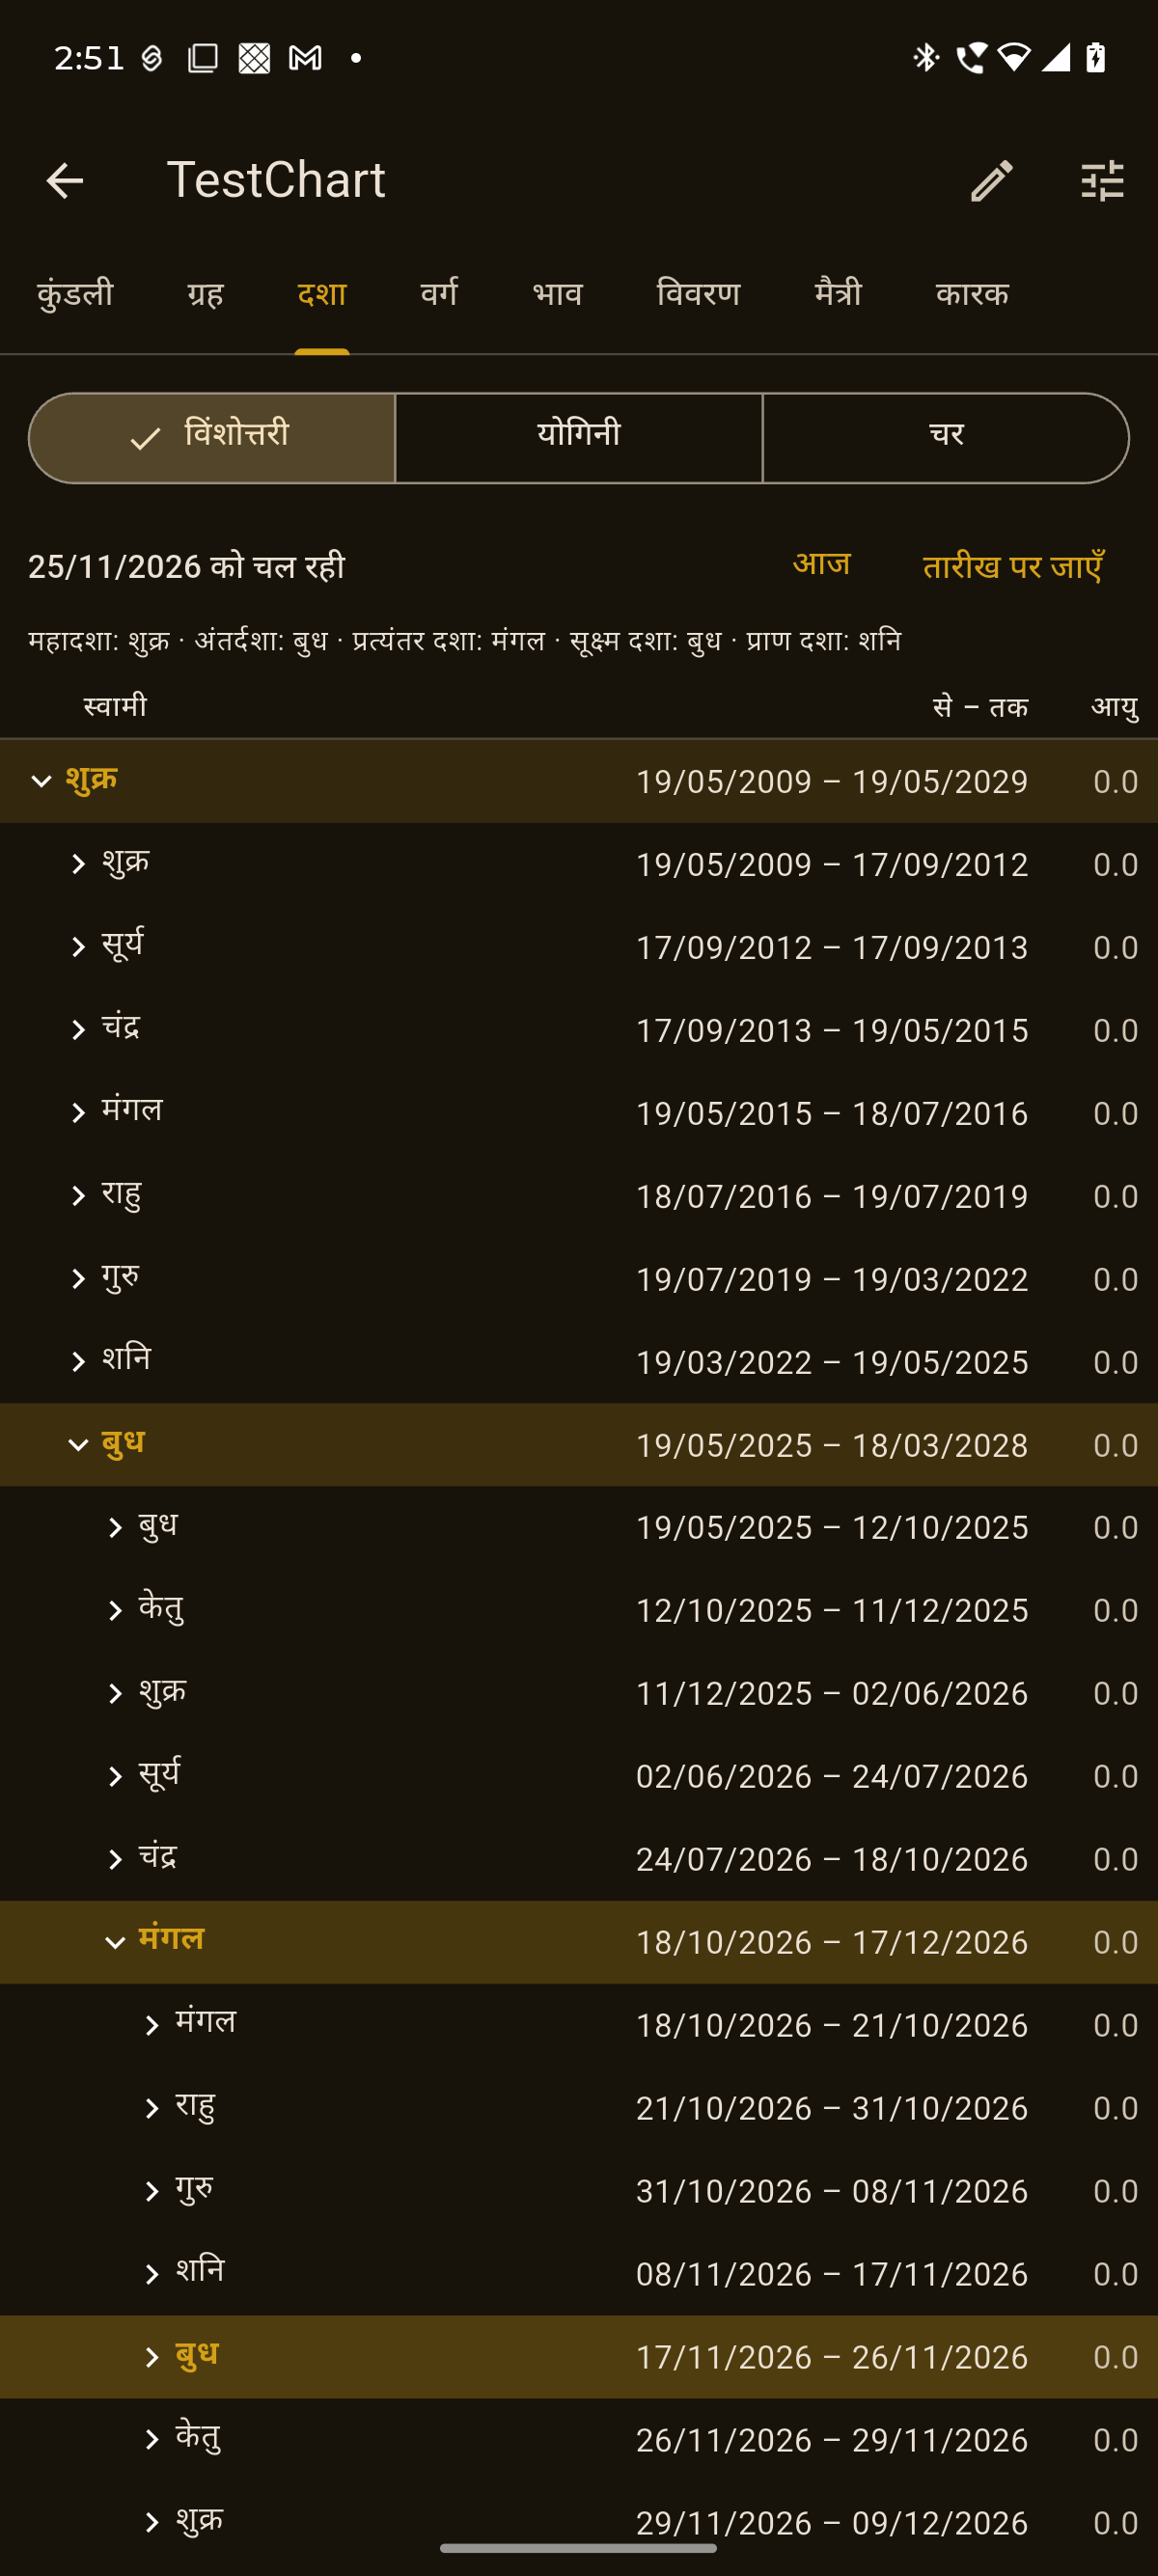 2:51
TestChart
कुंडली ग्रह दशा वर्ग भाव विवरण मैत्री कारक
विंशोत्तरी योगिनी चर
25/11/2026 को चल रही आज तारीख पर जाएँ
महादशा: शुक्र · अंतर्दशा: बुध · प्रत्यंतर दशा: मंगल · सूक्ष्म दशा: बुध · प्राण दशा: शनि
स्वामी से – तक आयु
शुक्र 19/05/2009 – 19/05/2029 0.0
शुक्र 19/05/2009 – 17/09/2012 0.0
सूर्य 17/09/2012 – 17/09/2013 0.0
चंद्र 17/09/2013 – 19/05/2015 0.0
मंगल 19/05/2015 – 18/07/2016 0.0
राहु 18/07/2016 – 19/07/2019 0.0
गुरु 19/07/2019 – 19/03/2022 0.0
शनि 19/03/2022 – 19/05/2025 0.0
बुध 19/05/2025 – 18/03/2028 0.0
बुध 19/05/2025 – 12/10/2025 0.0
केतु 12/10/2025 – 11/12/2025 0.0
शुक्र 11/12/2025 – 02/06/2026 0.0
सूर्य 02/06/2026 – 24/07/2026 0.0
चंद्र 24/07/2026 – 18/10/2026 0.0
मंगल 18/10/2026 – 17/12/2026 0.0
मंगल 18/10/2026 – 21/10/2026 0.0
राहु 21/10/2026 – 31/10/2026 0.0
गुरु 31/10/2026 – 08/11/2026 0.0
शनि 08/11/2026 – 17/11/2026 0.0
बुध 17/11/2026 – 26/11/2026 0.0
केतु 26/11/2026 – 29/11/2026 0.0
शुक्र 29/11/2026 – 09/12/2026 0.0